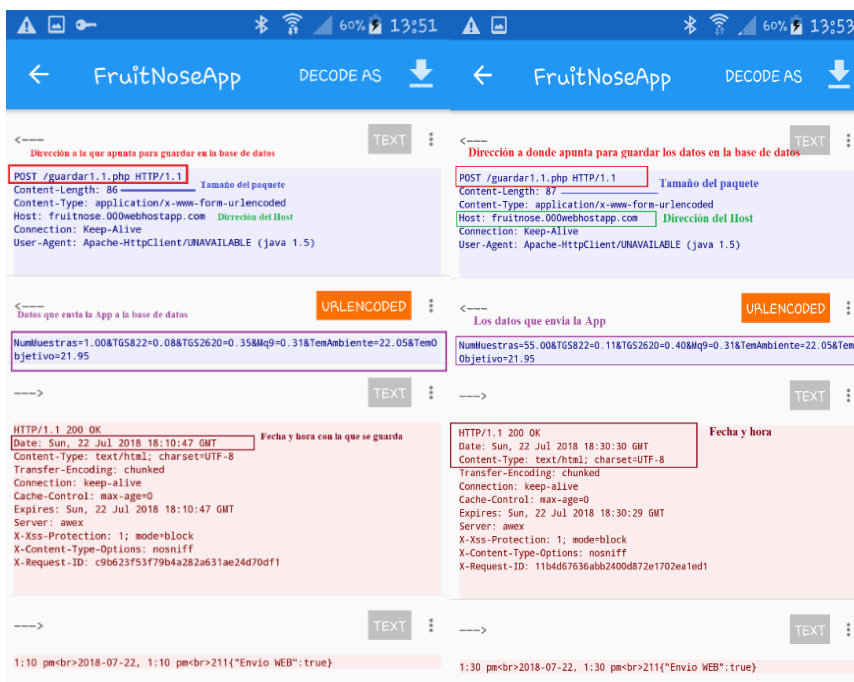 60% 13:51
FruitNoseApp DECODE AS
<---
TEXT
Dirección a la que apunta para guardar en la base de datos
POST /guardar1.1.php HTTP/1.1
Content-Length: 86 Tamaño del paquete
Content-Type: application/x-www-form-urlencoded
Host: fruitnose.000webhostapp.com Dirreción del Host
Connection: Keep-Alive
User-Agent: Apache-HttpClient/UNAVAILABLE (java 1.5)
<---
URLENCODED
Datos que envia la App a la base de datos
NumMuestras=1.00&TGS822=0.08&TGS2620=0.35&Mq9=0.31&TemAmbiente=22.05&TemO
bjetivo=21.95
--->
TEXT
HTTP/1.1 200 OK
Date: Sun, 22 Jul 2018 18:10:47 GMT Fecha y hora con la que se guarda
Content-Type: text/html; charset=UTF-8
Transfer-Encoding: chunked
Connection: keep-alive
Cache-Control: max-age=0
Expires: Sun, 22 Jul 2018 18:10:47 GMT
Server: awex
X-Xss-Protection: 1; mode=block
X-Content-Type-Options: nosniff
X-Request-ID: c9b623f53f79b4a282a631ae24d70df1
--->
TEXT
1:10 pm<br>2018-07-22, 1:10 pm<br>211{"Envio WEB":true}
60% 13:53
FruitNoseApp DECODE AS
<---
TEXT
Dirección a donde apunta para guardar los datos en la base de datos
POST /guardar1.1.php HTTP/1.1
Content-Length: 87 Tamaño del paquete
Content-Type: application/x-www-form-urlencoded
Host: fruitnose.000webhostapp.com Dirección del Host
Connection: Keep-Alive
User-Agent: Apache-HttpClient/UNAVAILABLE (java 1.5)
<---
URLENCODED
Los datos que envia la App
NumMuestras=55.00&TGS822=0.11&TGS2620=0.40&Mq9=0.31&TemAmbiente=22.05&Tem
Objetivo=21.95
--->
TEXT
HTTP/1.1 200 OK Fecha y hora
Date: Sun, 22 Jul 2018 18:30:30 GMT
Content-Type: text/html; charset=UTF-8
Transfer-Encoding: chunked
Connection: keep-alive
Cache-Control: max-age=0
Expires: Sun, 22 Jul 2018 18:30:29 GMT
Server: awex
X-Xss-Protection: 1; mode=block
X-Content-Type-Options: nosniff
X-Request-ID: 11b4d67636abb2400d872e1702ea1ed1
--->
TEXT
1:30 pm<br>2018-07-22, 1:30 pm<br>211{"Envio WEB":true}